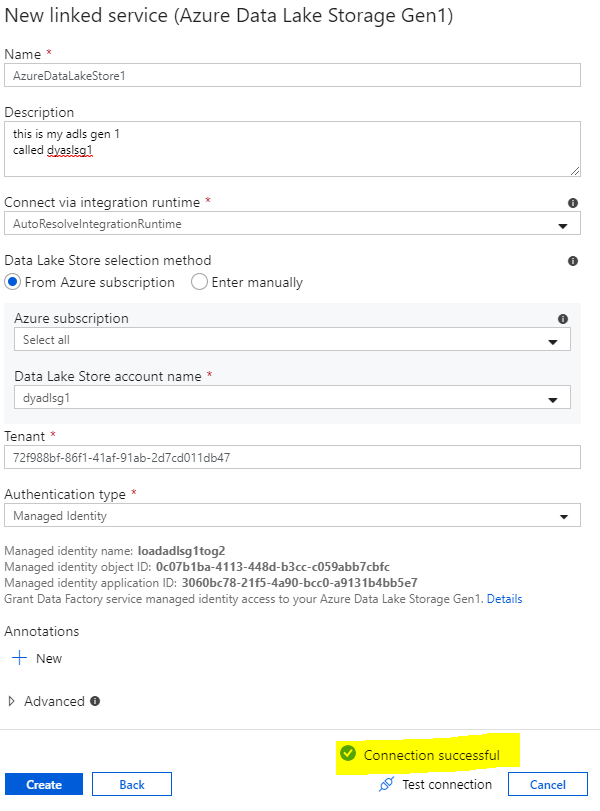 New linked service (Azure Data Lake Storage Gen1)
Name *
AzureDataLakeStore1
Description
this is my adls gen 1
called dyaslsg1
Connect via integration runtime *
AutoResolveIntegrationRuntime
Data Lake Store selection method
From Azure subscription Enter manually
Azure subscription
Select all
Data Lake Store account name *
dyadlsg1
Tenant *
72f988bf-86f1-41af-91ab-2d7cd011db47
Authentication type *
Managed Identity
Managed identity name: loadadlsg1tog2
Managed identity object ID: 0c07b1ba-4113-448d-b3cc-c059abb7cbfc
Managed identity application ID: 3060bc78-21f5-4a90-bcc0-a9131b4bb5e7
Grant Data Factory service managed identity access to your Azure Data Lake Storage Gen1. Details
Annotations
New
Advanced
Connection successful
Create Back Test connection Cancel